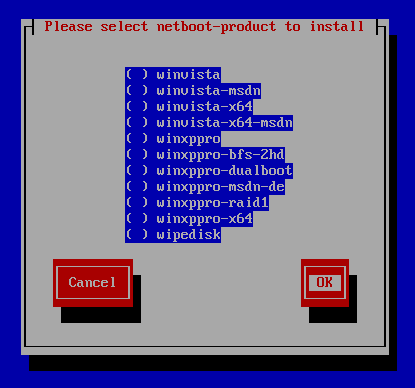 Please select netboot-product to install
( ) winvista
( ) winvista-msdn
( ) winvista-x64
( ) winvista-x64-msdn
( ) winxppro
( ) winxppro-bfs-2hd
( ) winxppro-dualboot
( ) winxppro-msdn-de
( ) winxppro-raid1
( ) winxppro-x64
( ) wipedisk
Cancel OK